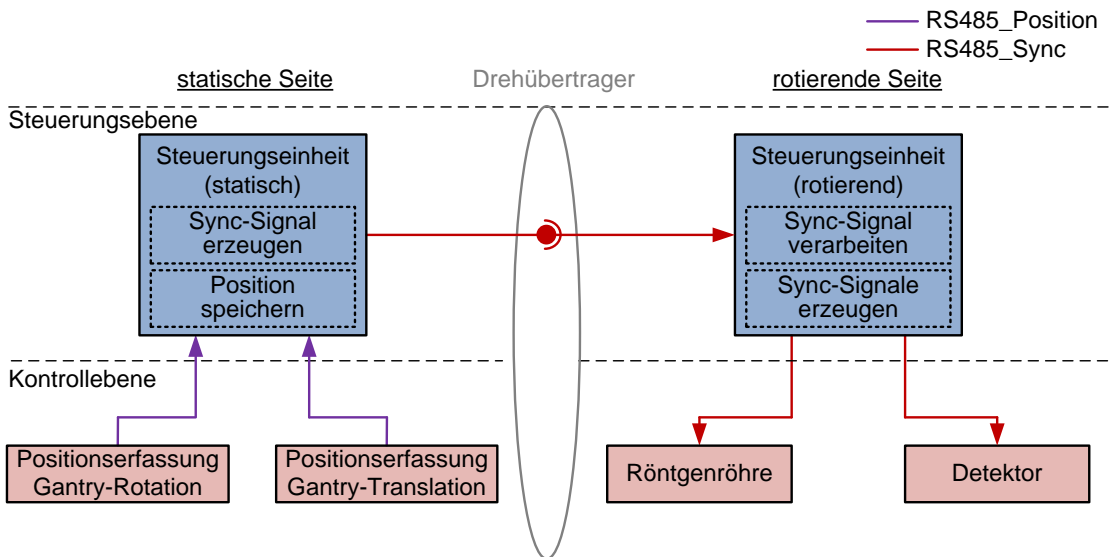 RS485_Position
RS485_Sync
statische Seite
Drehübertrager
rotierende Seite
Steuerungsebene
Steuerungseinheit
(statisch)
Sync-Signal
erzeugen
Position
speichern
Steuerungseinheit
(rotierend)
Sync-Signal
verarbeiten
Sync-Signale
erzeugen
Kontrollebene
Positionserfassung
Gantry-Rotation
Positionserfassung
Gantry-Translation
Röntgenröhre
Detektor